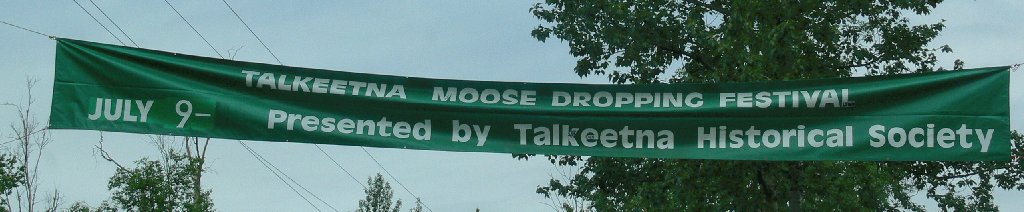 TALKEETNA MOOSE DROPPING FESTIVAL
JULY 9- Presented by Talkeetna Historical Society